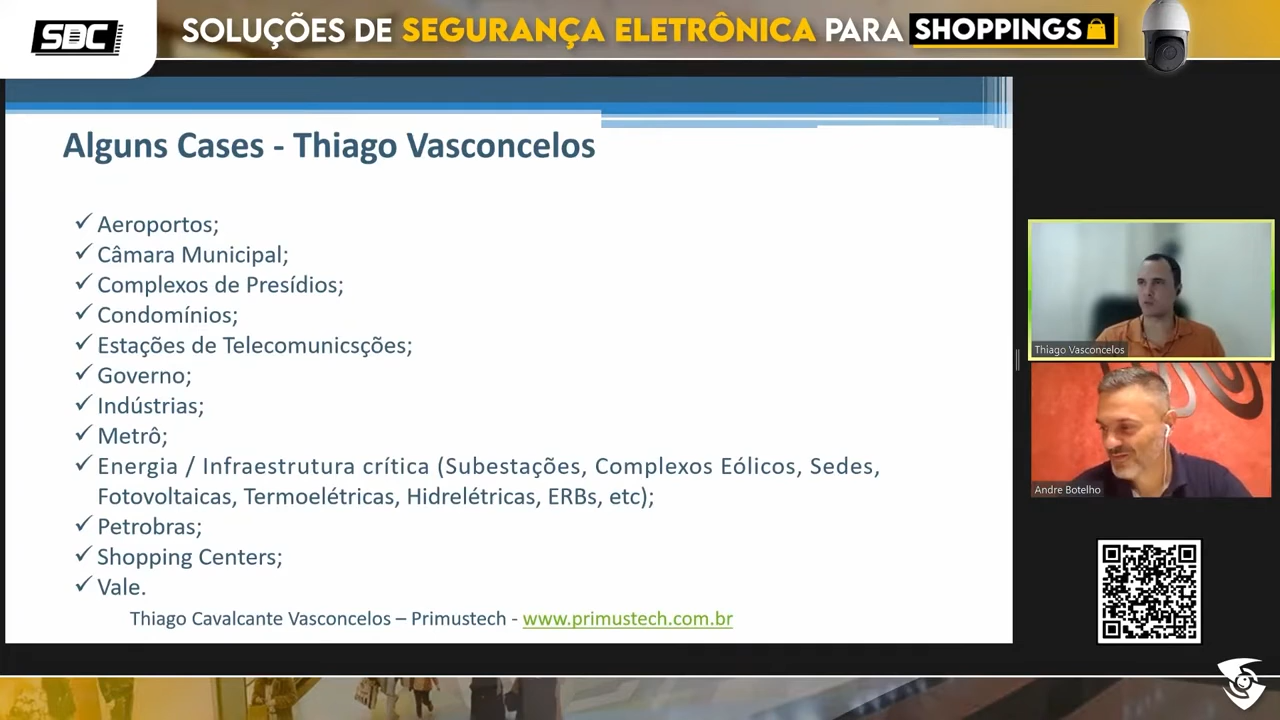 SDC
SOLUÇÕES DE SEGURANÇA ELETRÔNICA PARA SHOPPINGS
Alguns Cases - Thiago Vasconcelos
✓ Aeroportos;
✓ Câmara Municipal;
✓ Complexos de Presídios;
✓ Condomínios;
✓ Estações de Telecomunicsções;
✓ Governo;
✓ Indústrias;
✓ Metrô;
✓ Energia / Infraestrutura crítica (Subestações, Complexos Eólicos, Sedes,
Fotovoltaicas, Termoelétricas, Hidrelétricas, ERBs, etc);
✓ Petrobras;
✓ Shopping Centers;
✓ Vale.
Thiago Cavalcante Vasconcelos – Primustech - www.primustech.com.br
Thiago Vasconcelos
Andre Botelho